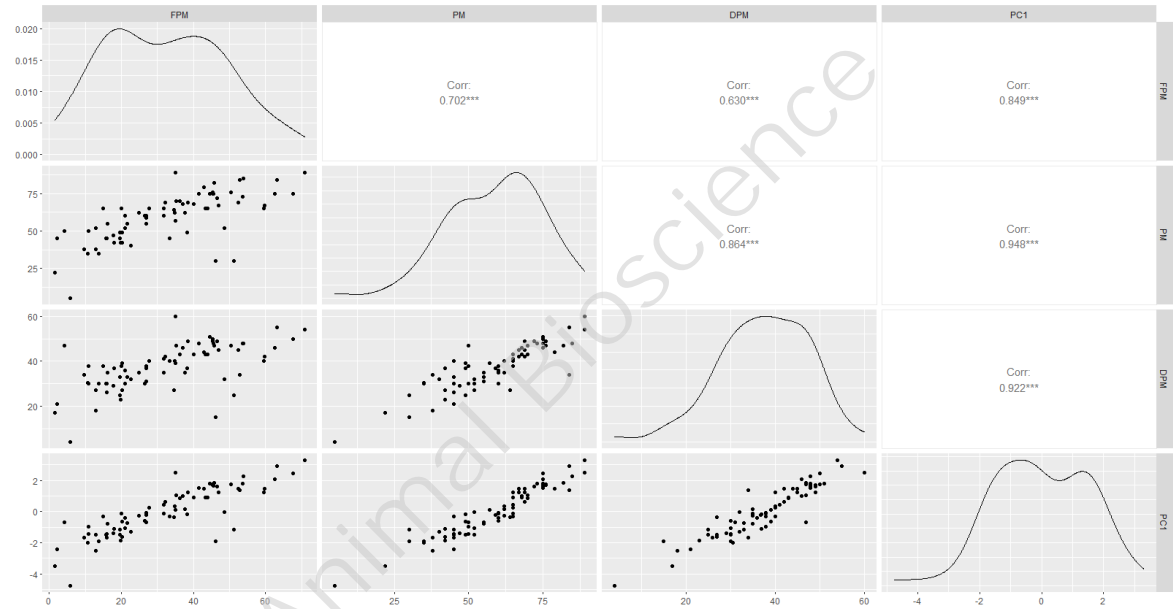 FPM PM DPM PC1
0.020
0.015
0.010
0.005
0.000
Corr:
0.702***
Corr:
0.630***
Corr:
0.849***
FPM
75
50
25
Corr:
0.864***
Corr:
0.948***
PM
60
40
20
Corr:
0.922***
DPM
2
0
-2
-4
PC1
0 20 40 60 25 50 75 20 40 60 -4 -2 0 2
Animal Bioscience